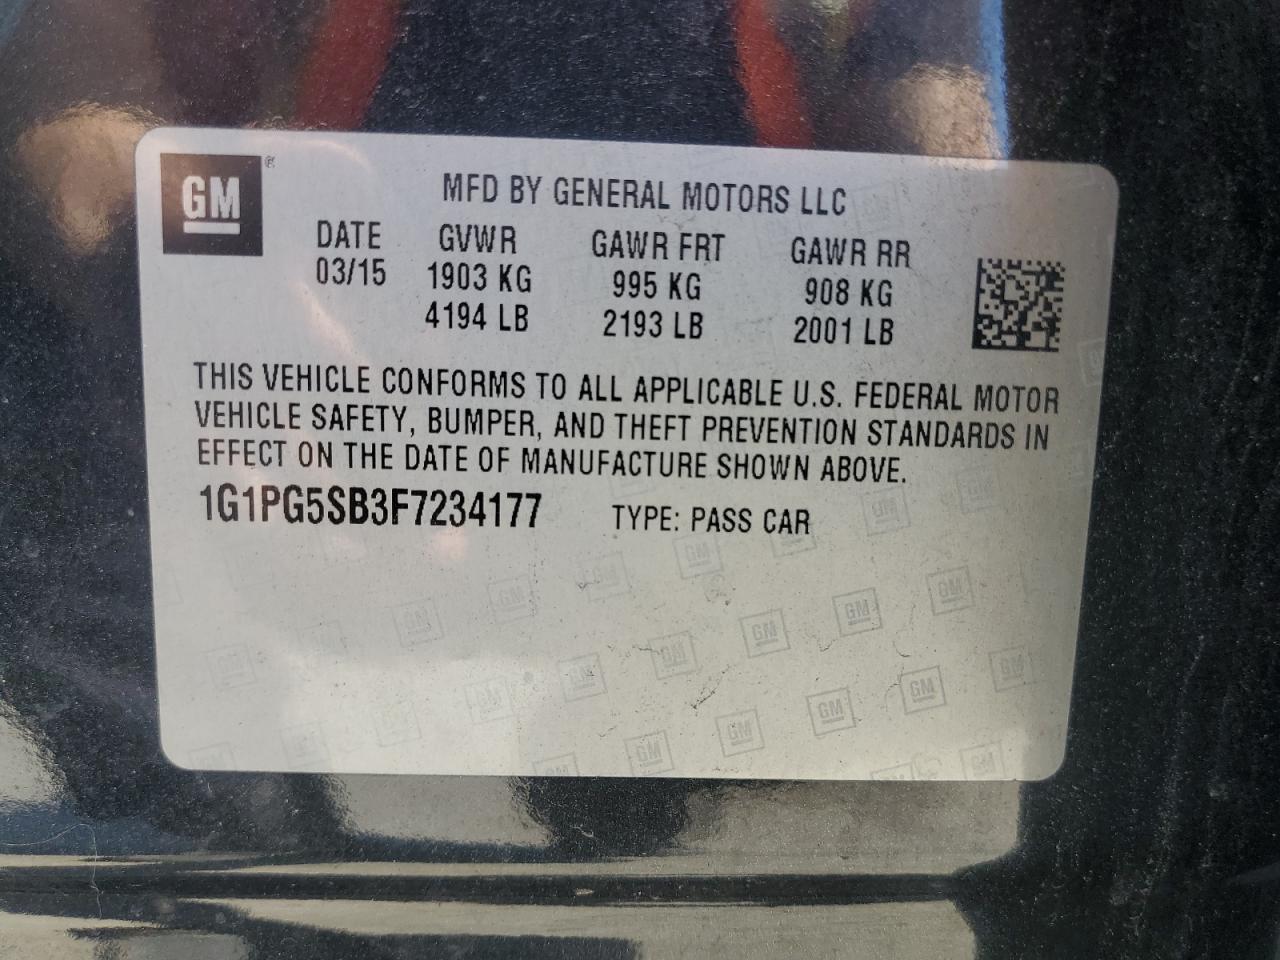 GM®
MFD BY GENERAL MOTORS LLC
DATE GVWR GAWR FRT GAWR RR
03/15 1903 KG 995 KG 908 KG
4194 LB 2193 LB 2001 LB
THIS VEHICLE CONFORMS TO ALL APPLICABLE U.S. FEDERAL MOTOR
VEHICLE SAFETY, BUMPER, AND THEFT PREVENTION STANDARDS IN
EFFECT ON THE DATE OF MANUFACTURE SHOWN ABOVE.
1G1PG5SB3F7234177 TYPE: PASS CAR